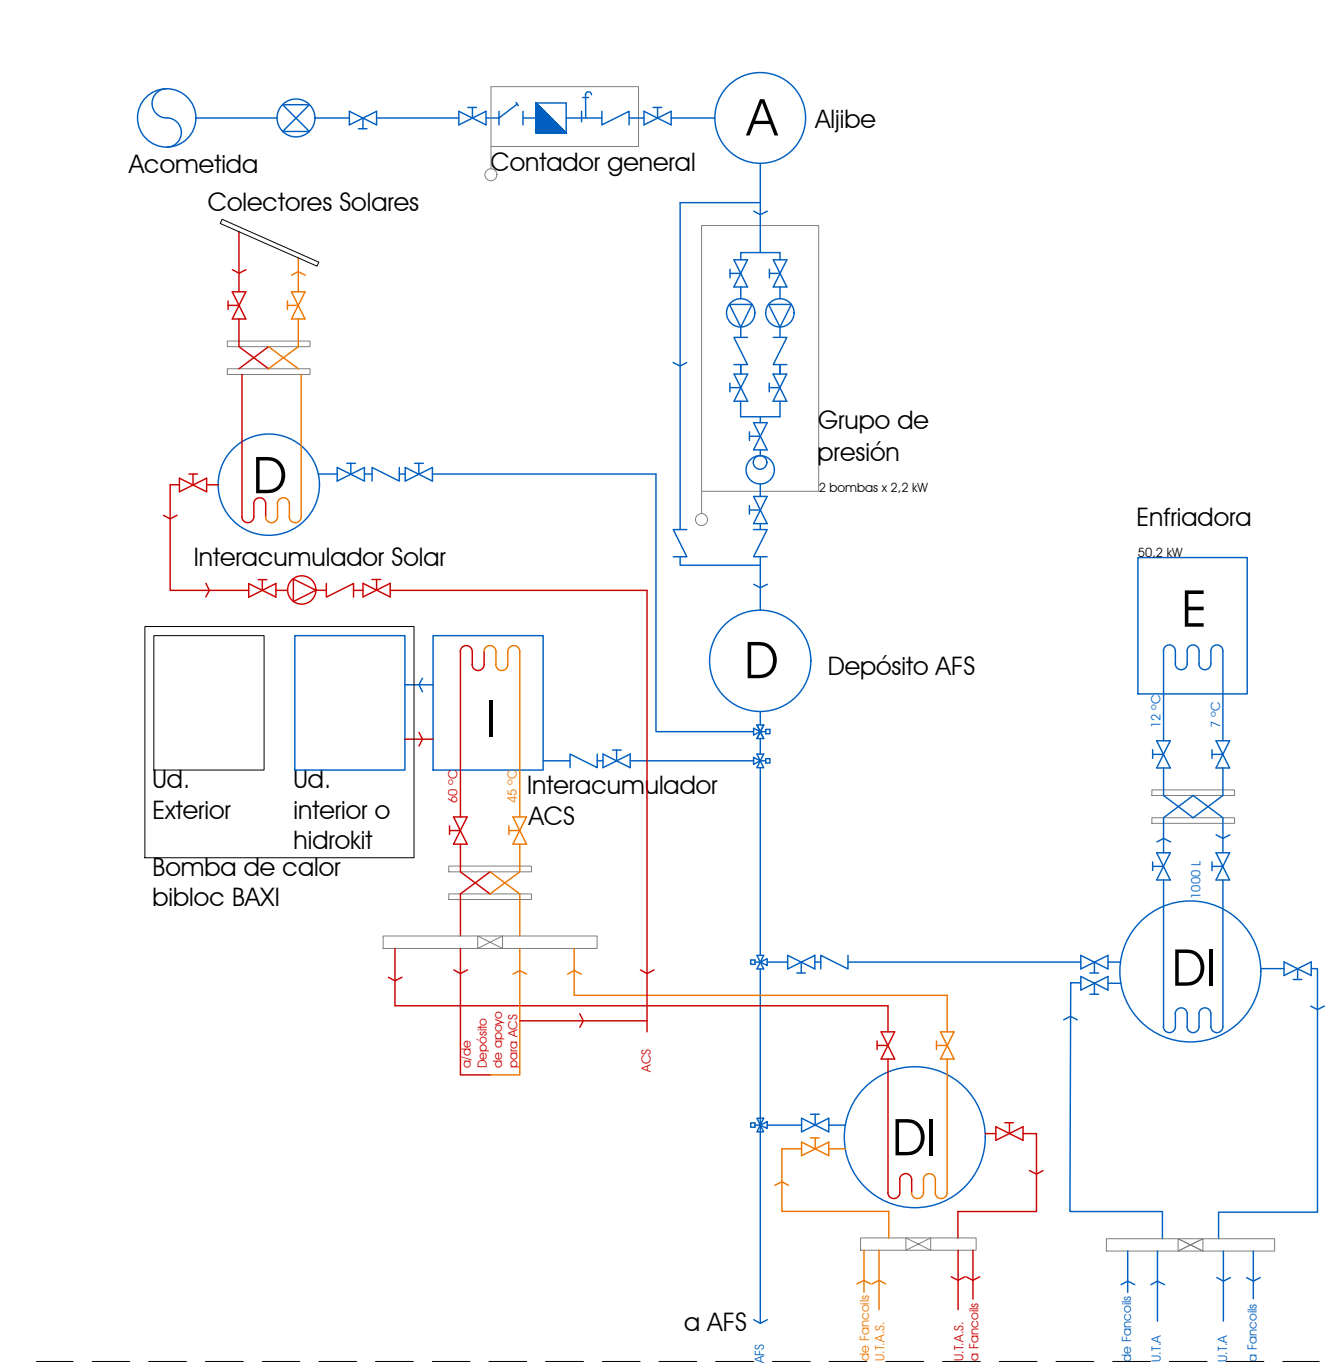 A
Aljibe
Acometida
Contador general
Colectores Solares
D
Interacumulador Solar
Grupo de
presión
2 bombas x 2,2 kW
Enfriadora
50,2 kW
E
12 ºC
7 ºC
D
Depósito AFS
I
Ud.
Exterior
Ud.
interior o
hidrokit
Bomba de calor
bibloc BAXI
60 ºC
45 ºC
Interacumulador
ACS
1000 L
DI
a/de
Depósito
de apoyo
para ACS
ACS
DI
a AFS
AFS
de Fancoils
U.T.A.S.
U.T.A.S.
a Fancoils
de Fancoils
U.T.A
U.T.A
a Fancoils